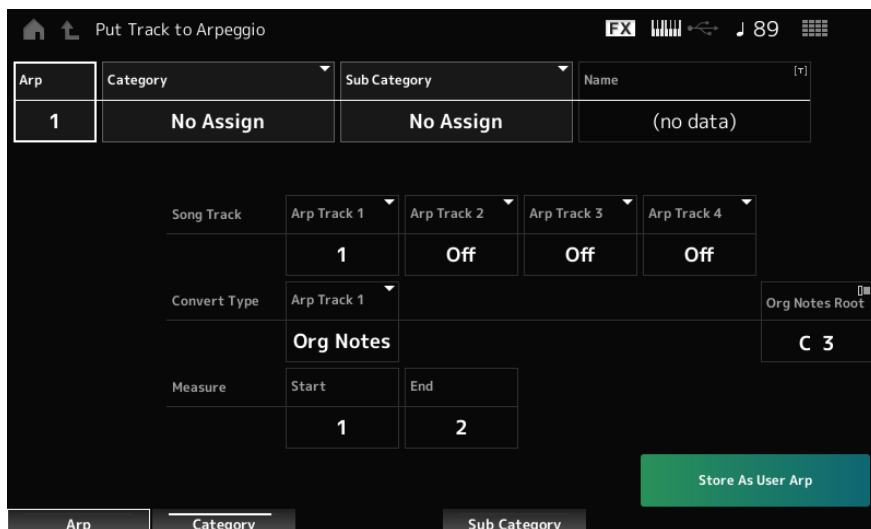 Put Track to Arpeggio FX ♩ 89
Arp Category Sub Category Name [T]
1 No Assign No Assign (no data)
Song Track Arp Track 1 Arp Track 2 Arp Track 3 Arp Track 4
1 Off Off Off
Convert Type Arp Track 1 Org Notes Root
Org Notes C 3
Measure Start End
1 2
Store As User Arp
Arp Category Sub Category